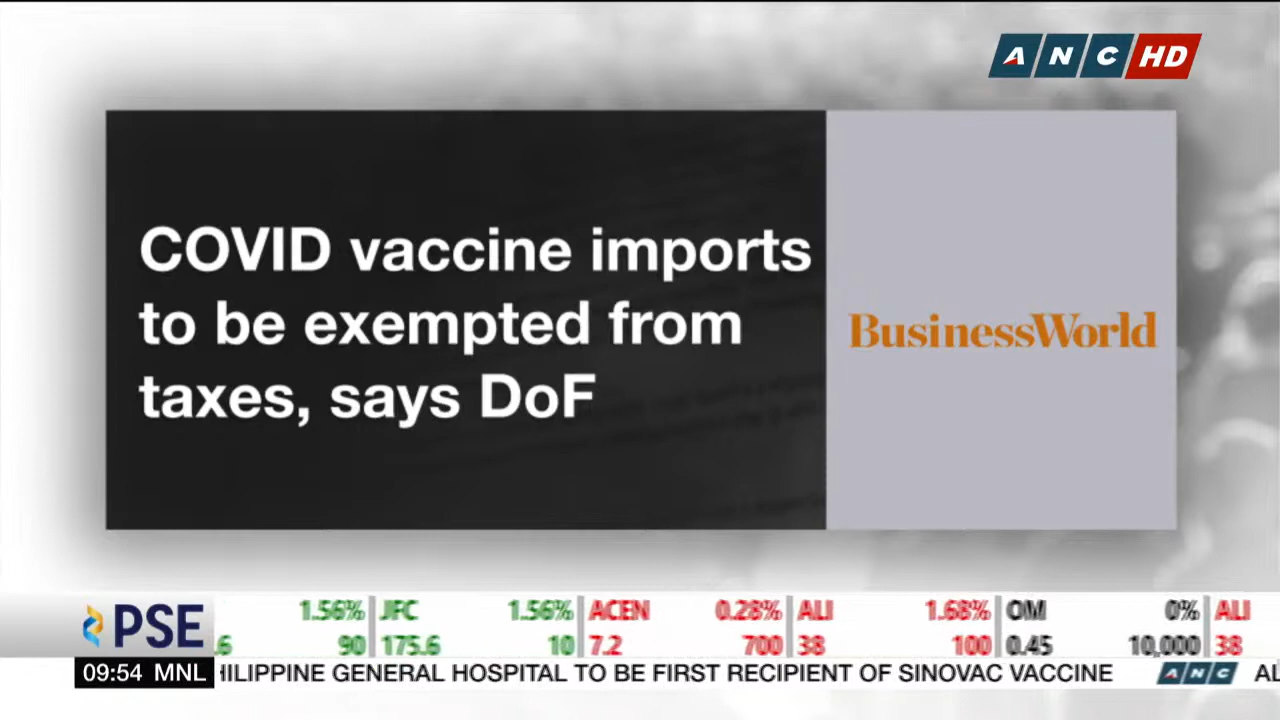 ANC HD
COVID vaccine imports
to be exempted from
taxes, says DoF
BusinessWorld
PSE
1.56% JFC 1.56% ACEN 0.28% ALI 1.68% OM 0% ALI
.6 90 175.6 10 7.2 700 38 100 0.45 10,000 38
09:54 MNL HILIPPINE GENERAL HOSPITAL TO BE FIRST RECIPIENT OF SINOVAC VACCINE ANC AL